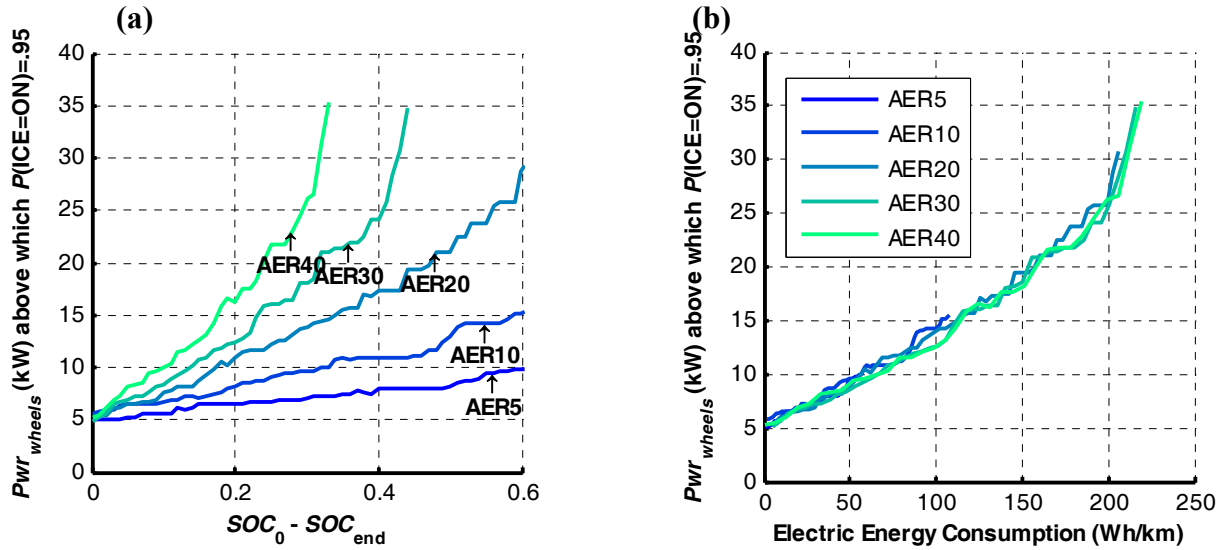 (a)
Pwr_wheels (kW) above which P(ICE=ON)=.95
40
35
30
25
20
15
10
5
0
AER40
AER30
AER20
AER10
AER5
0 0.2 0.4 0.6
SOC_0 - SOC_end
(b)
Pwr_wheels (kW) above which P(ICE=ON)=.95
40
35
30
25
20
15
10
5
0
AER5
AER10
AER20
AER30
AER40
0 50 100 150 200 250
Electric Energy Consumption (Wh/km)